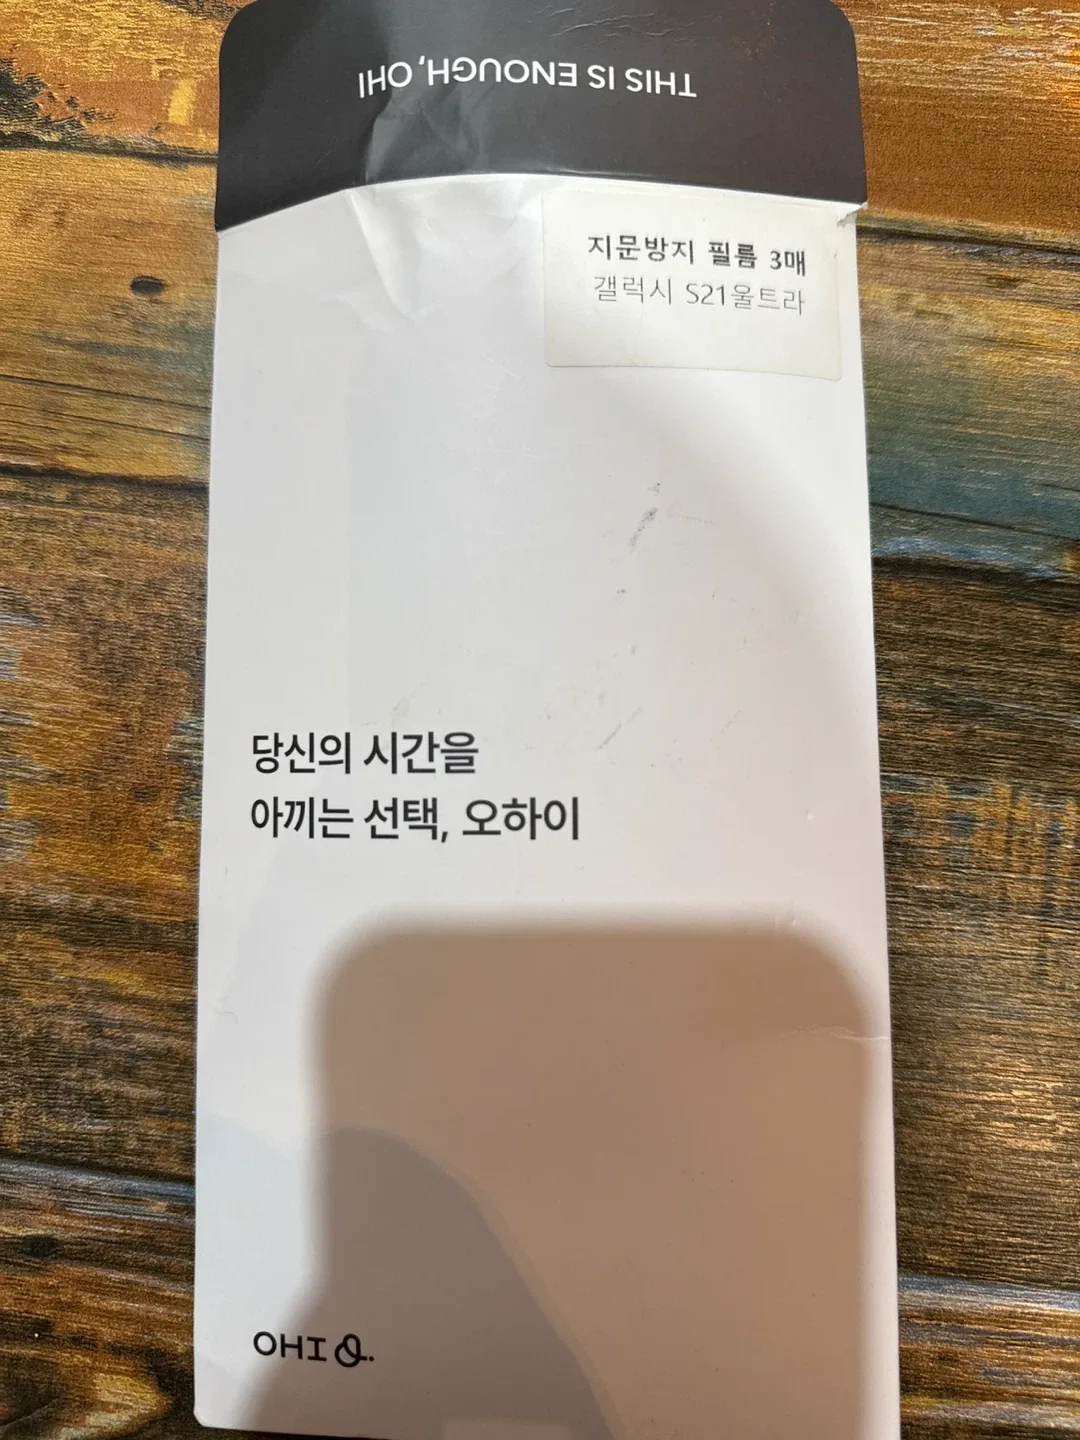 THIS IS ENOUGH, OHI
지문방지 필름 3매
갤럭시 S21울트라
당신의 시간을
아끼는 선택, 오하이
OHI